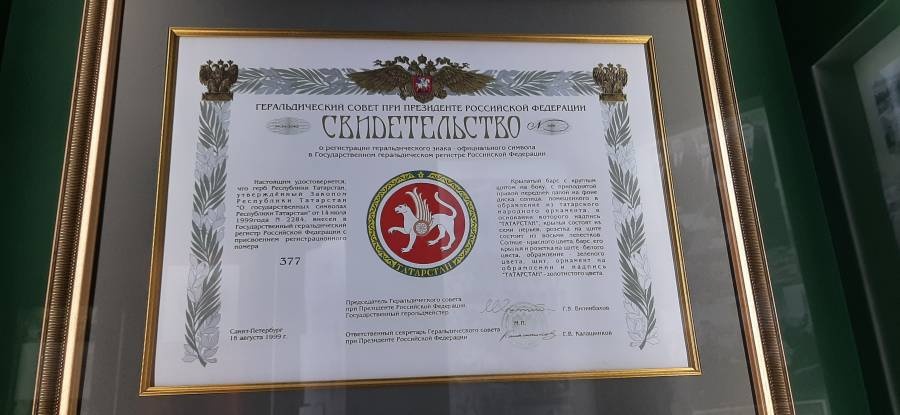 ГЕРАЛЬДИЧЕСКИЙ СОВЕТ ПРИ ПРЕЗИДЕНТЕ РОССИЙСКОЙ ФЕДЕРАЦИИ
СВИДЕТЕЛЬСТВО №
о регистрации геральдического знака - официального символа
в Государственном геральдическом регистре Российской Федерации
Настоящим удостоверяется,
что герб Республики Татарстан,
утверждённый Законом
Республики Татарстан
"О государственных символах
Республики Татарстан" от 14 июля
1999года N 2284, внесен в
Государственный геральдический
регистр Российской Федерации с
присвоением регистрационного
номера
377
ТАТАРСТАН
Крылатый барс с круглым
щитом на боку, с приподнятой
правой передней лапой на фоне
диска солнца, помещенного в
обрамление из татарского
народного орнамента, в
основании которого надпись
"ТАТАРСТАН"; крылья состоят из
семи перьев, розетка на щите
состоит из восьми лепестков.
Солнце - красного цвета; барс, его
крылья и розетка на щите - белого
цвета, обрамление - зеленого
цвета, щит, орнамент на
обрамлении и надпись
"ТАТАРСТАН" - золотистого цвета.
Председатель Геральдического совета
при Президенте Российской Федерации
Государственный герольдмейстер
Г.В. Вилинбахов
М.П.
Санкт-Петербург
18 августа 1999 г.
Ответственный секретарь Геральдического совета
при Президенте Российской Федерации
Г.В. Калашников